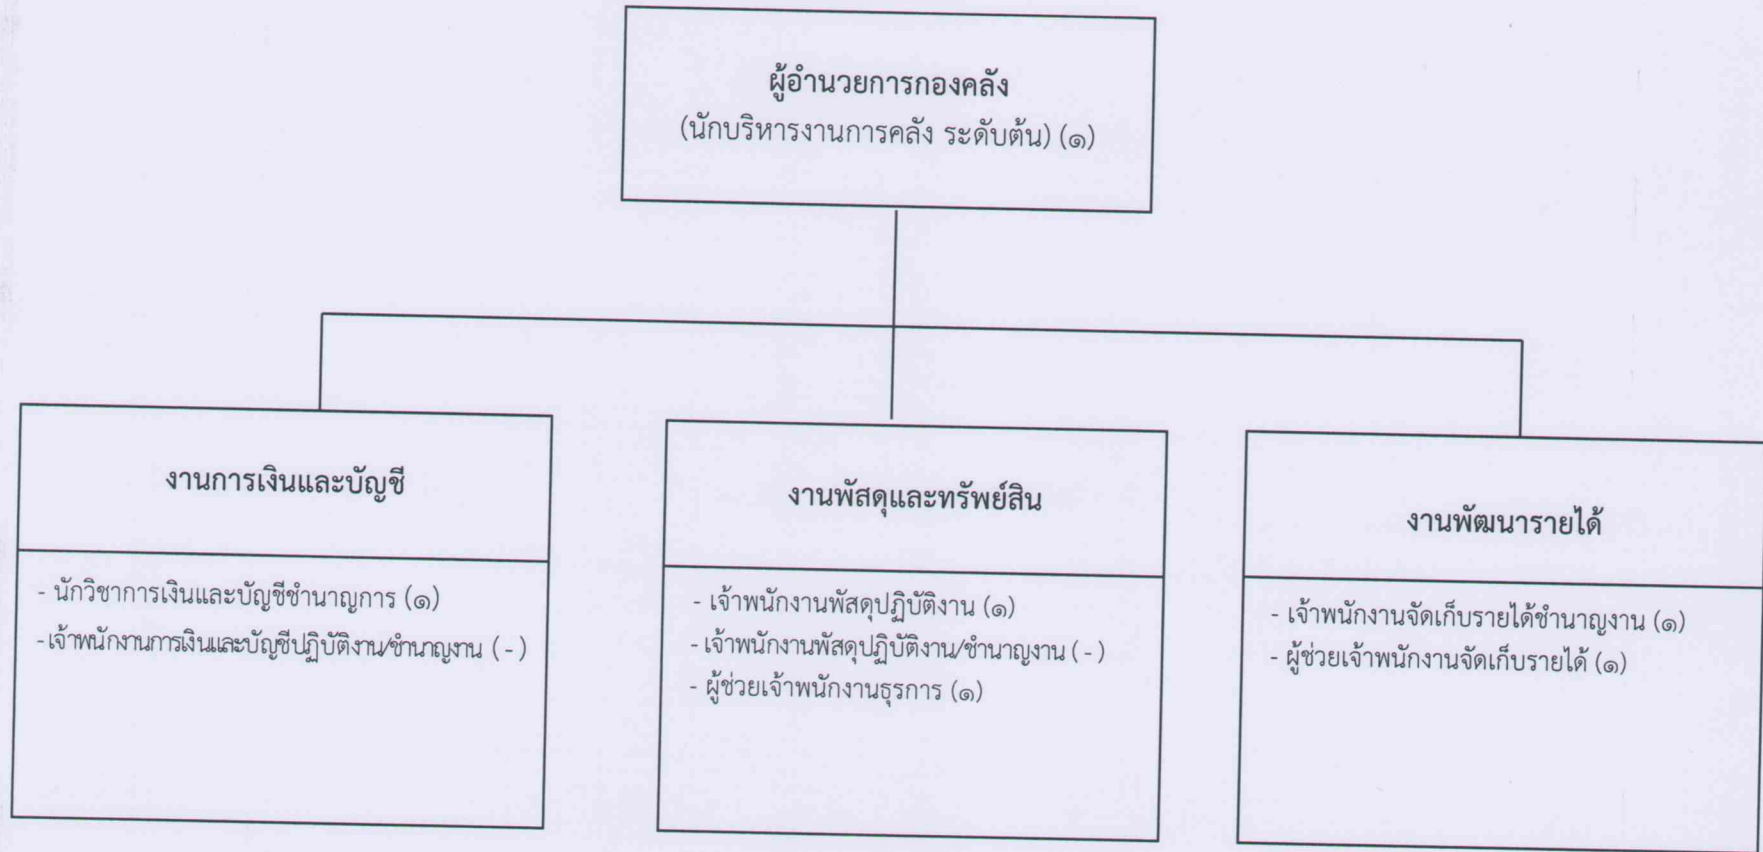 ผู้อำนวยการกองคลัง
(นักบริหารงานการคลัง ระดับต้น) (๑)
งานการเงินและบัญชี
- นักวิชาการเงินและบัญชีชำนาญการ (๑)
- เจ้าพนักงานการเงินและบัญชีปฏิบัติงาน/ชำนาญงาน (-)
งานพัสดุและทรัพย์สิน
- เจ้าพนักงานพัสดุปฏิบัติงาน (๑)
- เจ้าพนักงานพัสดุปฏิบัติงาน/ชำนาญงาน (-)
- ผู้ช่วยเจ้าพนักงานธุรการ (๑)
งานพัฒนารายได้
- เจ้าพนักงานจัดเก็บรายได้ชำนาญงาน (๑)
- ผู้ช่วยเจ้าพนักงานจัดเก็บรายได้ (๑)